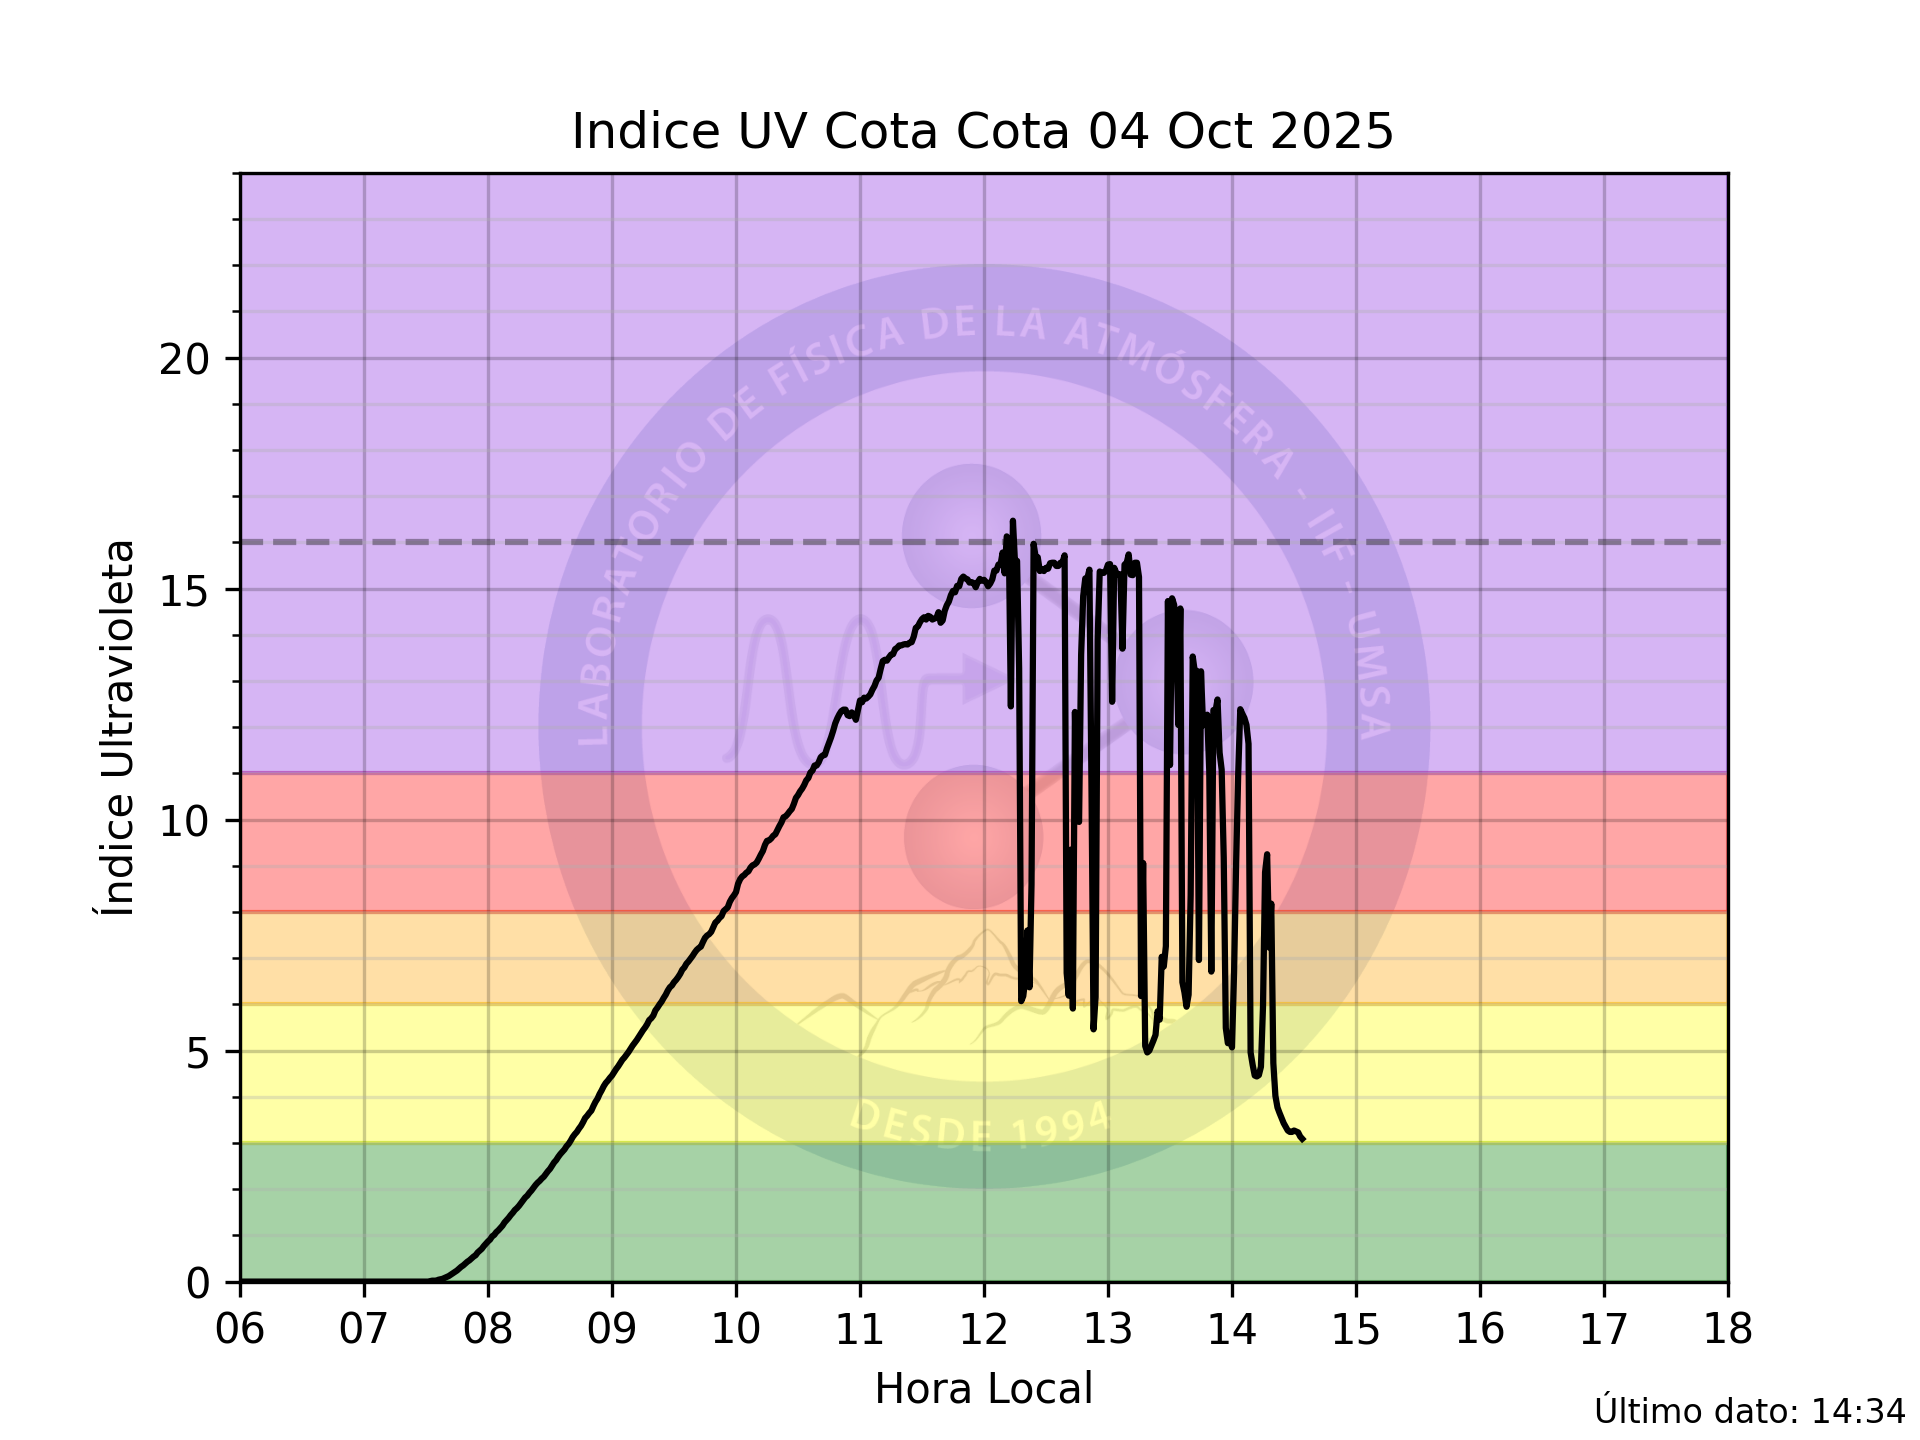 Indice UV Cota Cota 04 Oct 2025
Índice Ultravioleta
20
15
10
5
0
LABORATORIO DE FÍSICA DE LA ATMÓSFERA - IIF - UMSA
DESDE 1994
06 07 08 09 10 11 12 13 14 15 16 17 18
Hora Local
Último dato: 14:34